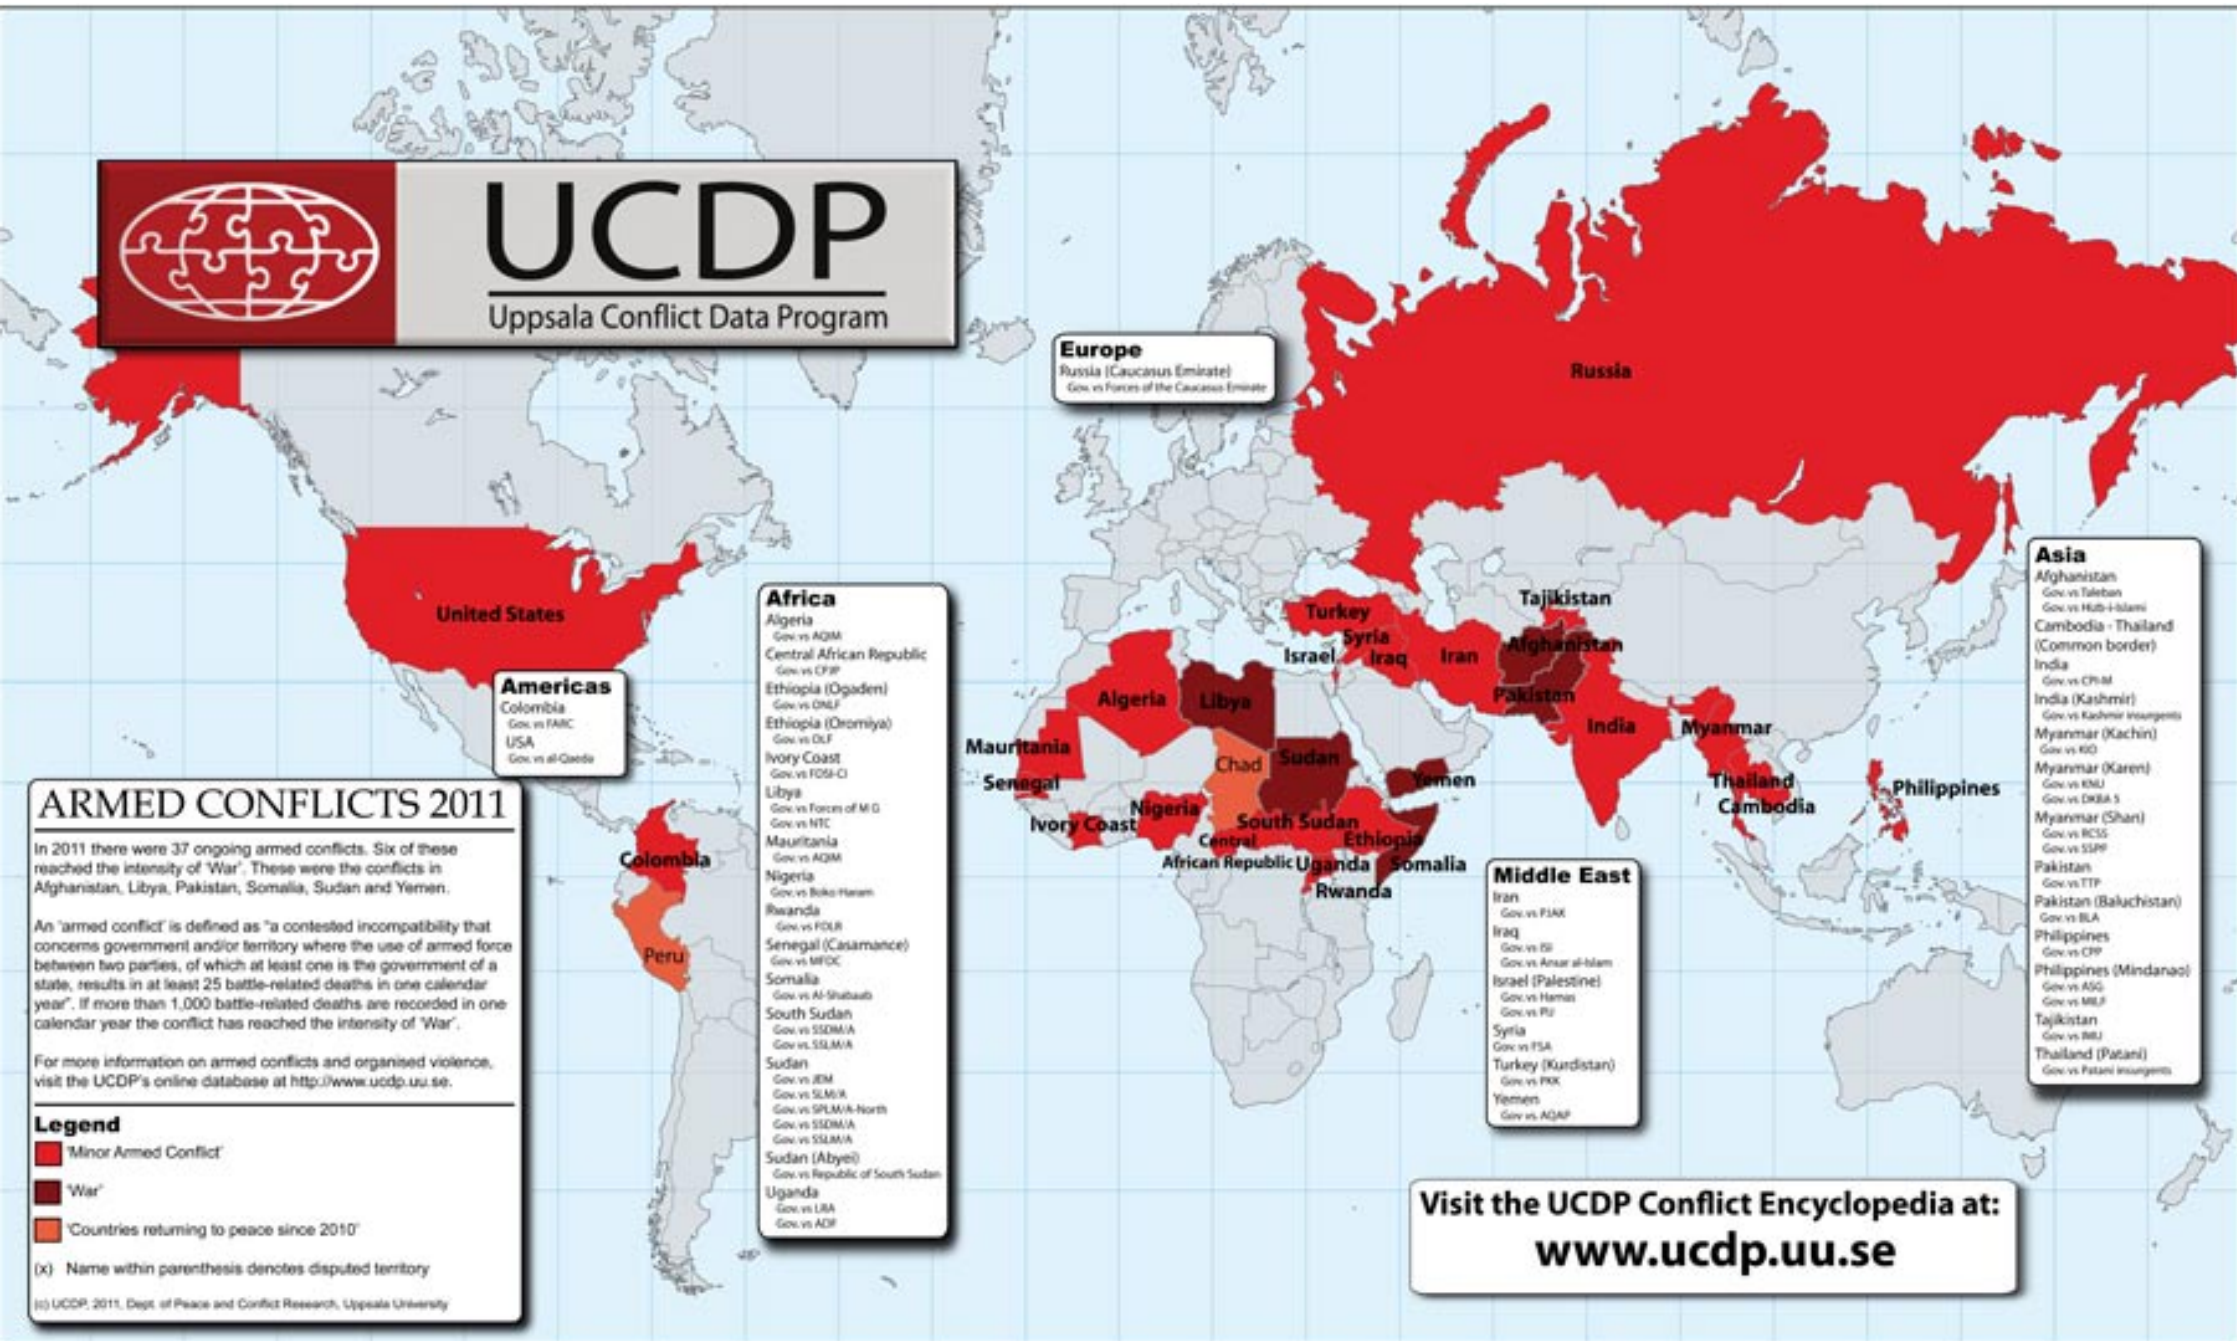 UCDP
Uppsala Conflict Data Program
Europe
Russia (Caucasus Emirate)
Gov. vs Forces of the Caucasus Emirate
Russia
United States
Americas
Colombia
Gov. vs FARC
USA
Gov. vs al-Qaeda
Africa
Algeria
Gov. vs AQIM
Central African Republic
Gov. vs CPJP
Ethiopia (Ogaden)
Gov. vs ONLF
Ethiopia (Oromiya)
Gov. vs OLF
Ivory Coast
Gov. vs FDSI-CI
Libya
Gov. vs Forces of M G
Gov. vs NTC
Mauritania
Gov. vs AQIM
Nigeria
Gov. vs Boko Haram
Rwanda
Gov. vs FDLR
Senegal (Casamance)
Gov. vs MFDC
Somalia
Gov. vs Al-Shabaab
South Sudan
Gov. vs SSDM/A
Gov vs. SSLM/A
Sudan
Gov. vs JEM
Gov. vs SLM/A
Gov. vs SPLM/A-North
Gov. vs SSDM/A
Gov. vs SSLM/A
Sudan (Abyei)
Gov. vs Republic of South Sudan
Uganda
Gov. vs LRA
Gov. vs ADF
Turkey
Syria
Israel
Iraq
Iran
Tajikistan
Afghanistan
Pakistan
India
Myanmar
Thailand
Cambodia
Philippines
Algeria
Libya
Mauritania
Senegal
Chad
Sudan
Yemen
Nigeria
Ivory Coast
South Sudan
Central
African Republic
Ethiopia
Uganda
Somalia
Rwanda
Colombia
Peru
Asia
Afghanistan
Gov. vs Taleban
Gov. vs Hizb-i-Islami
Cambodia - Thailand
(Common border)
India
Gov. vs CPI-M
India (Kashmir)
Gov. vs Kashmir insurgents
Myanmar (Kachin)
Gov. vs KIO
Myanmar (Karen)
Gov. vs KNU
Gov. vs DKBA 5
Myanmar (Shan)
Gov. vs RCSS
Gov. vs SSPP
Pakistan
Gov. vs TTP
Pakistan (Baluchistan)
Gov. vs BLA
Philippines
Gov. vs CPP
Philippines (Mindanao)
Gov. vs ASG
Gov. vs MILF
Tajikistan
Gov. vs IMU
Thailand (Patani)
Gov. vs Patani insurgents
Middle East
Iran
Gov. vs PJAK
Iraq
Gov. vs ISI
Gov. vs Ansar al-Islam
Israel (Palestine)
Gov. vs Hamas
Gov. vs PIJ
Syria
Gov. vs FSA
Turkey (Kurdistan)
Gov. vs PKK
Yemen
Gov vs. AQAP
ARMED CONFLICTS 2011
In 2011 there were 37 ongoing armed conflicts. Six of these
reached the intensity of 'War'. These were the conflicts in
Afghanistan, Libya, Pakistan, Somalia, Sudan and Yemen.
An 'armed conflict' is defined as "a contested incompatibility that
concerns government and/or territory where the use of armed force
between two parties, of which at least one is the government of a
state, results in at least 25 battle-related deaths in one calendar
year". If more than 1,000 battle-related deaths are recorded in one
calendar year the conflict has reached the intensity of 'War'.
For more information on armed conflicts and organised violence,
visit the UCDP's online database at http://www.ucdp.uu.se.
Legend
'Minor Armed Conflict'
'War'
'Countries returning to peace since 2010'
(x) Name within parenthesis denotes disputed territory
(c) UCDP, 2011, Dept. of Peace and Conflict Research, Uppsala University
Visit the UCDP Conflict Encyclopedia at:
www.ucdp.uu.se